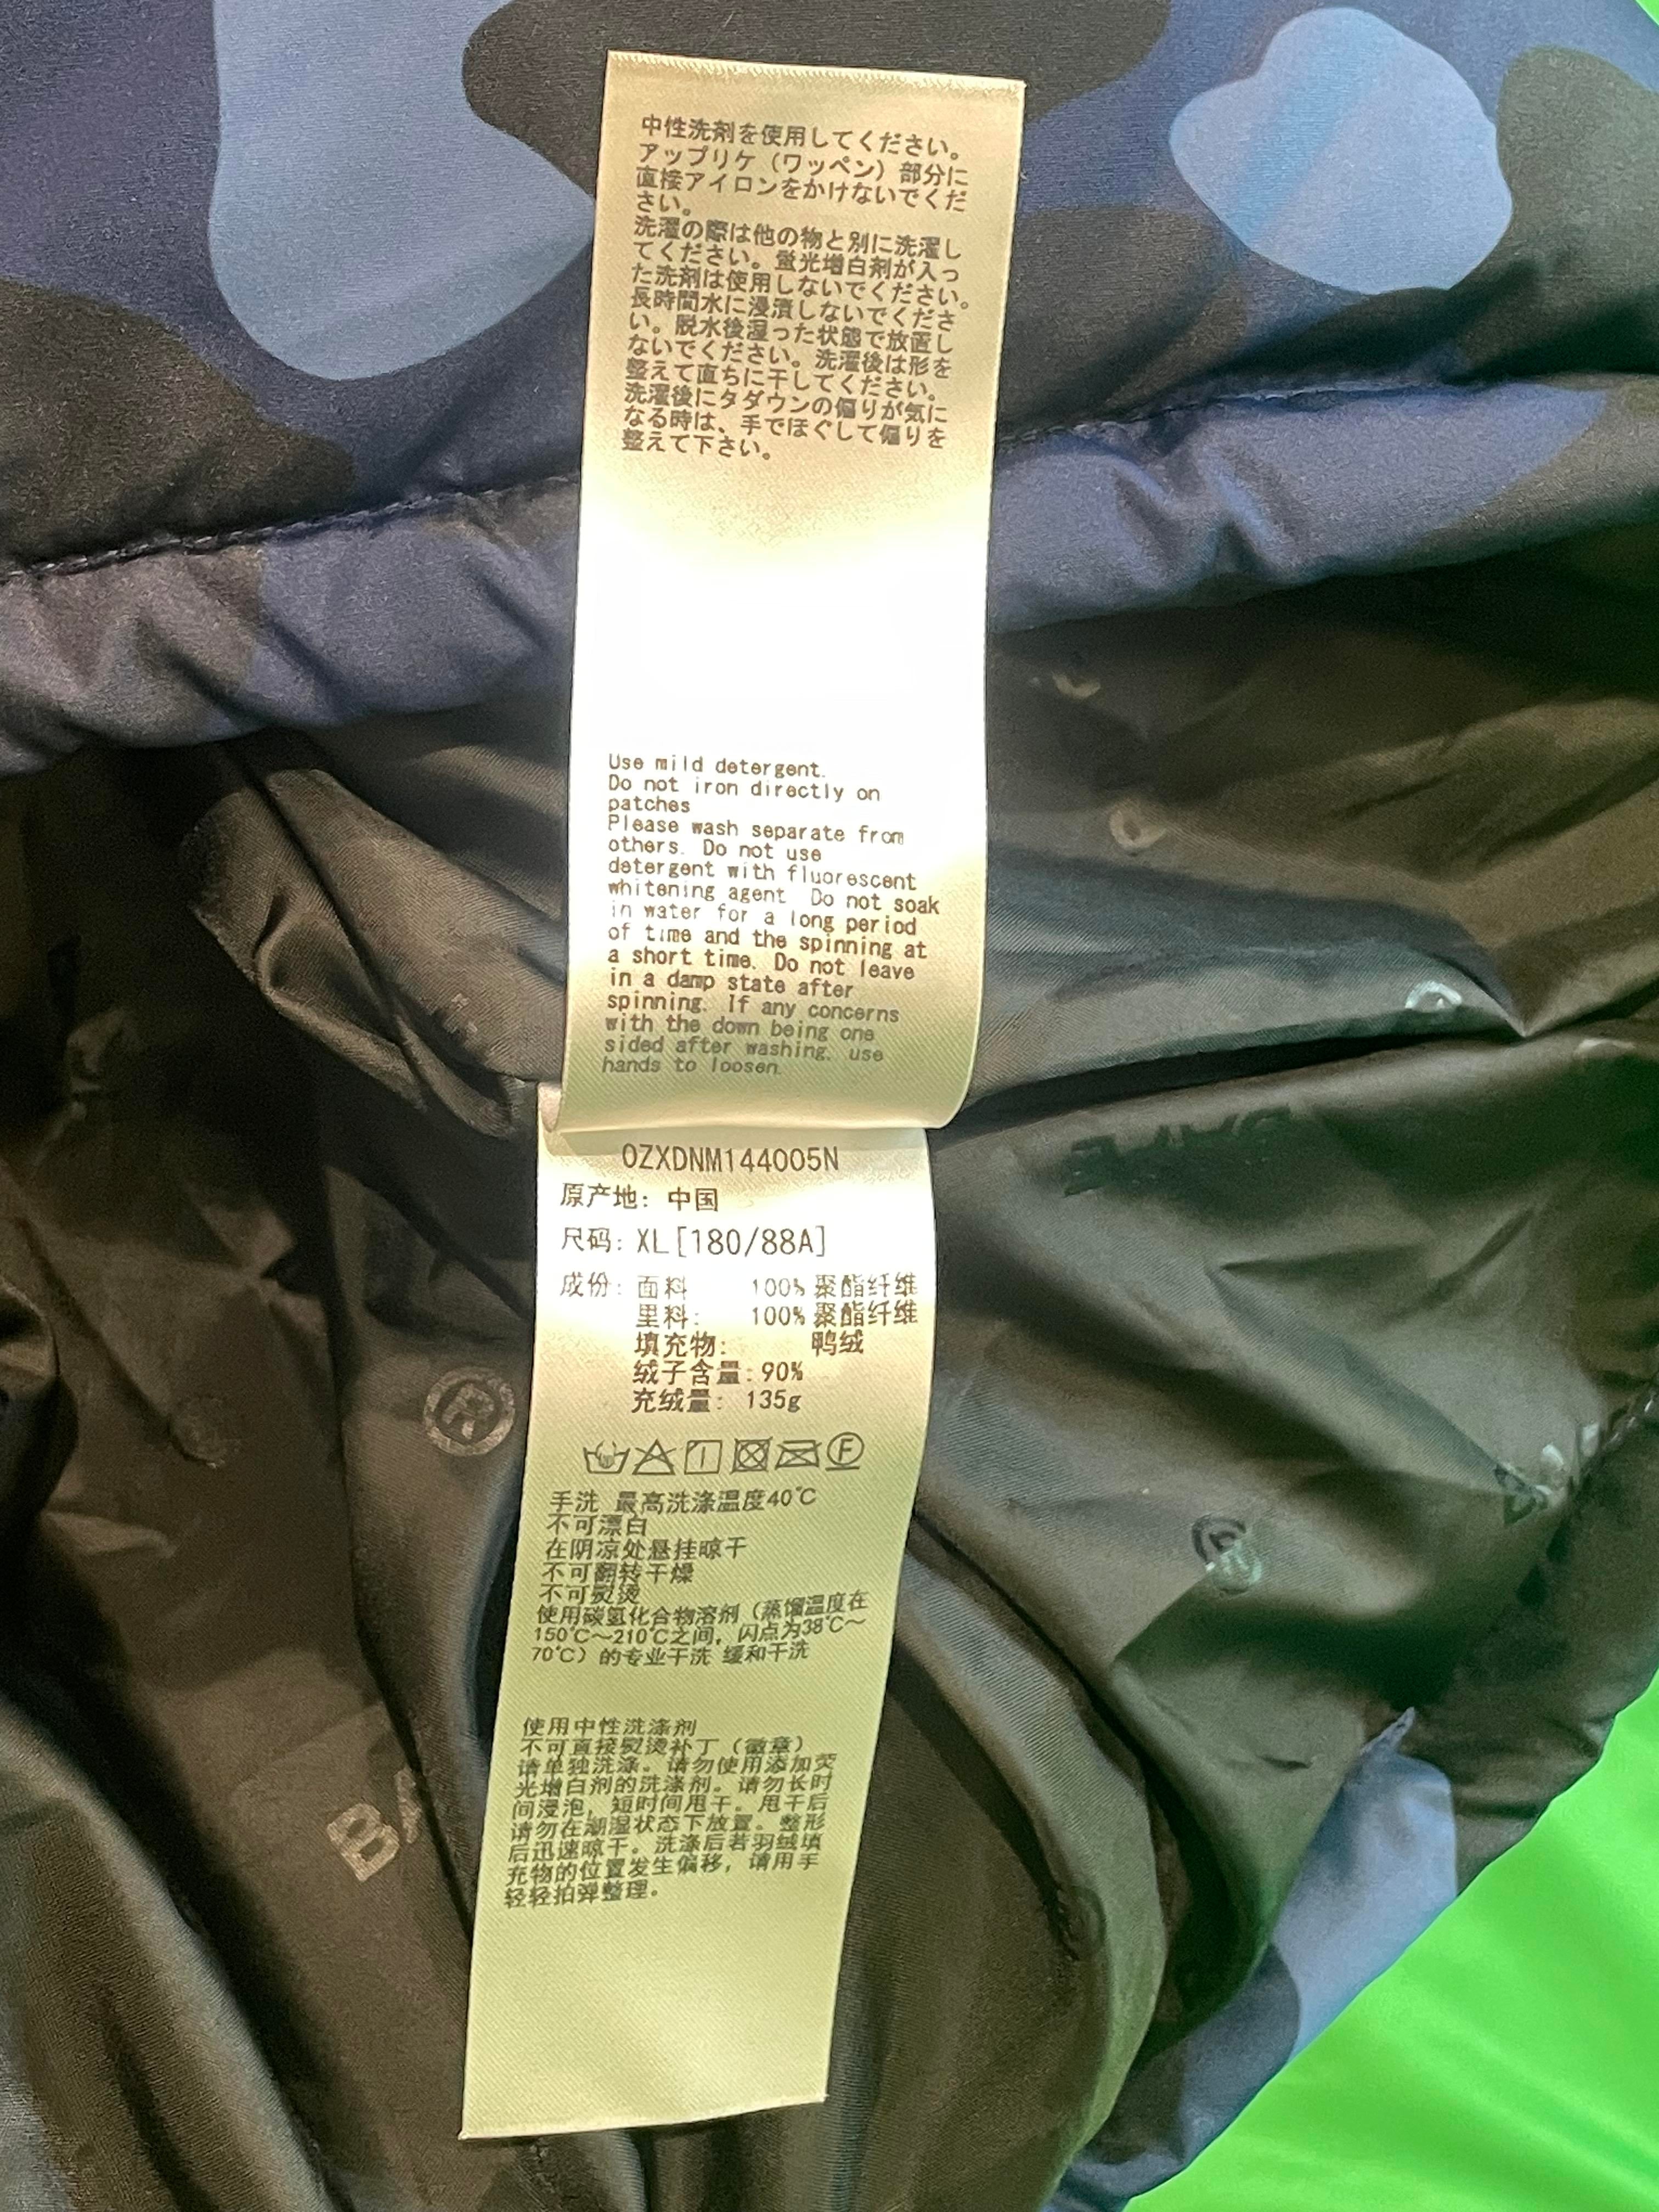 中性洗剤を使用してください。
アップリケ（ワッペン）部分に
直接アイロンをかけないでくだ
さい。
洗濯の際は他の物と別に洗濯し
てください。蛍光増白剤が入っ
た洗剤は使用しないでください。
長時間水に浸漬しないでくださ
い。脱水後湿った状態で放置し
ないでください。洗濯後は形を
整えて直ちに干してください。
洗濯後にタダウンの偏りが気に
なる時は、手でほぐして偏りを
整えて下さい。
Use mild detergent.
Do not iron directly on
patches
Please wash separate from
others. Do not use
detergent with fluorescent
whitening agent. Do not soak
in water for a long period
of time and the spinning at
a short time. Do not leave
in a damp state after
spinning. If any concerns
with the down being one
sided after washing, use
hands to loosen.
0ZXDNM144005N
原产地：中国
尺码：XL[180/88A]
成份：面料 100% 聚酯纤维
里料： 100% 聚酯纤维
填充物： 鸭绒
绒子含量：90%
充绒量：135g
F
手洗 最高洗涤温度40℃
不可漂白
在阴凉处悬挂晾干
不可翻转干燥
不可熨烫
使用碳氢化合物溶剂（蒸馏温度在
150℃～210℃之间，闪点为38℃～
70℃）的专业干洗 缓和干洗
使用中性洗涤剂
不可直接熨烫补丁（徽章）
请单独洗涤。请勿使用添加荧
光增白剂的洗涤剂。请勿长时
间浸泡，短时间甩干。甩干后
请勿在潮湿状态下放置。整形
后迅速晾干。洗涤后若羽绒填
充物的位置发生偏移，请用手
轻轻拍弹整理。
®
®
BA